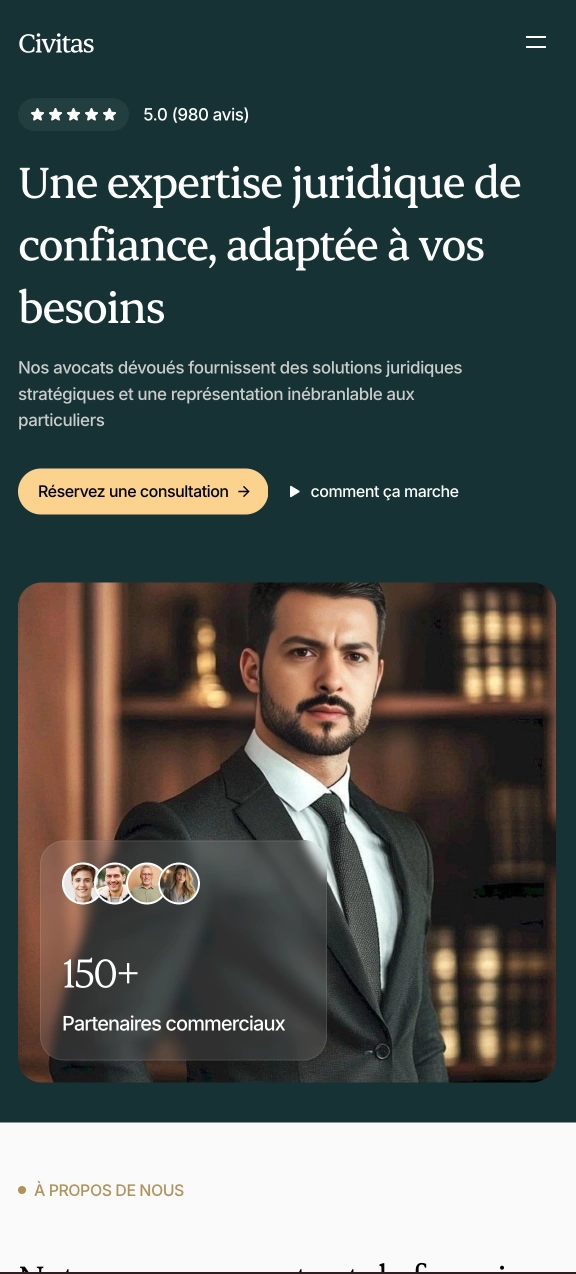 Civitas
5.0 (980 avis)
Une expertise juridique de
confiance, adaptée à vos
besoins
Nos avocats dévoués fournissent des solutions juridiques
stratégiques et une représentation inébranlable aux
particuliers
Réservez une consultation →
comment ça marche
150+
Partenaires commerciaux
À PROPOS DE NOUS